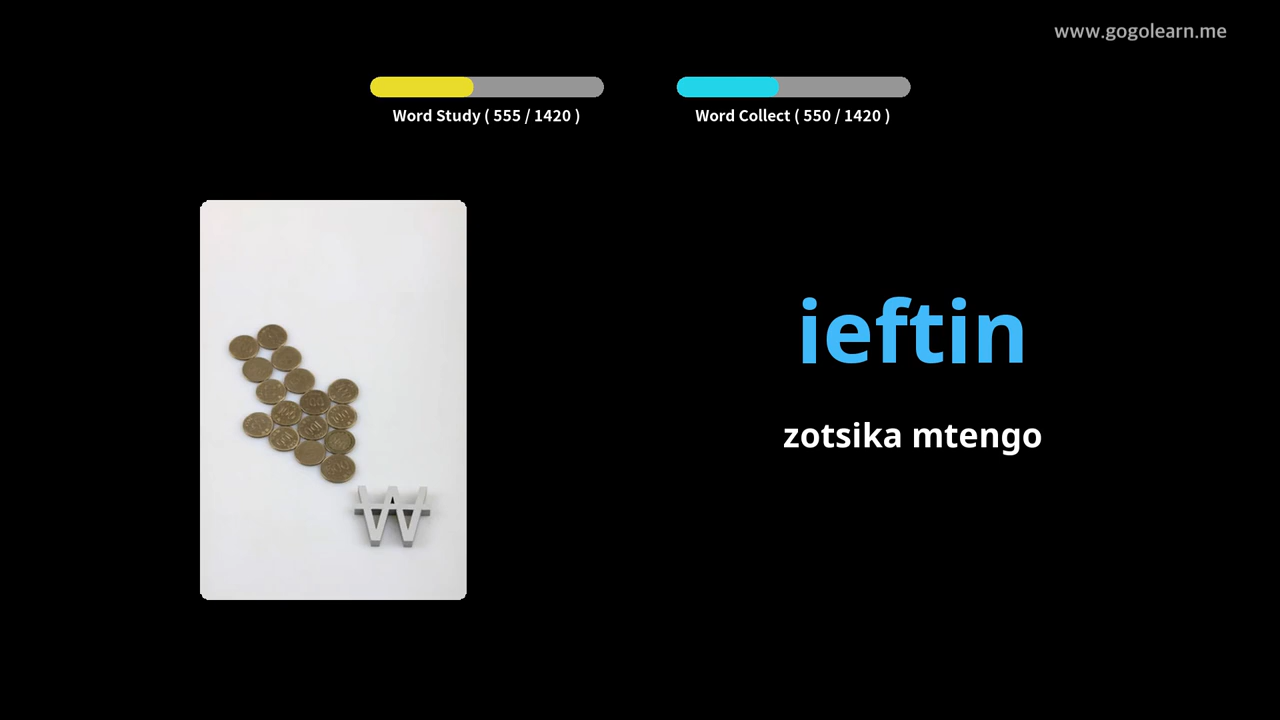 www.gogolearn.me
Word Study ( 555 / 1420 )
Word Collect ( 550 / 1420 )
ieftin
zotsika mtengo
₩